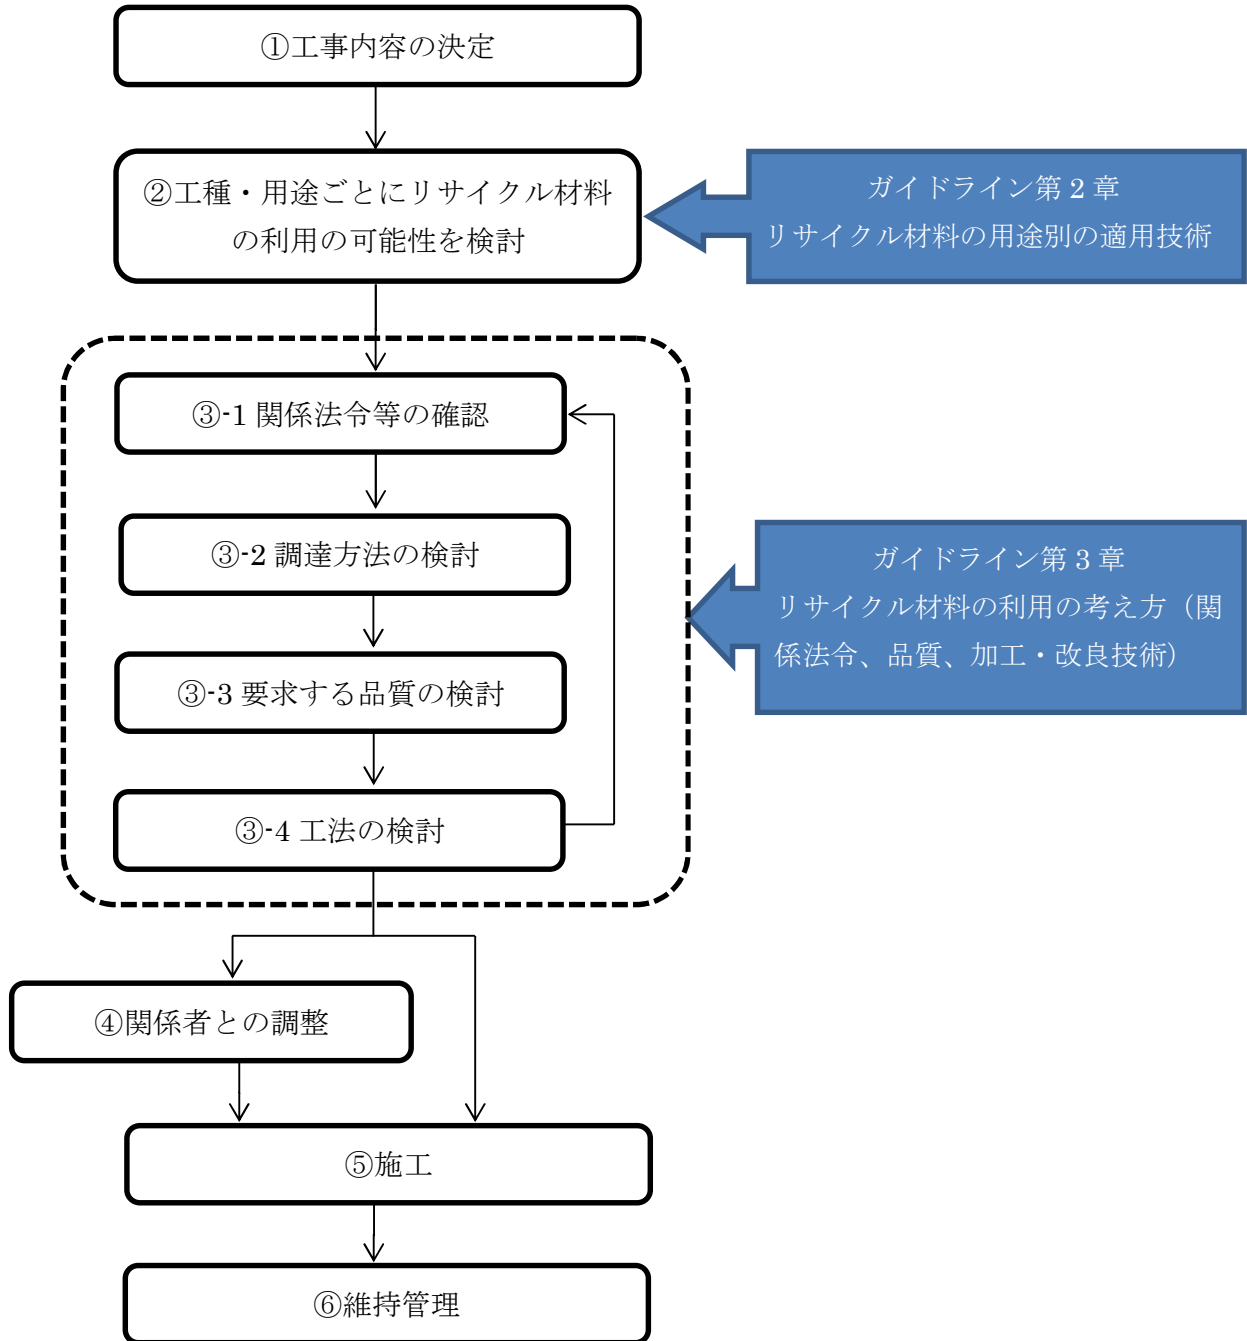 ①工事内容の決定
②工種・用途ごとにリサイクル材料
の利用の可能性を検討
ガイドライン第 2 章
リサイクル材料の用途別の適用技術
③-1 関係法令等の確認
③-2 調達方法の検討
③-3 要求する品質の検討
③-4 工法の検討
ガイドライン第 3 章
リサイクル材料の利用の考え方（関
係法令、品質、加工・改良技術）
④関係者との調整
⑤施工
⑥維持管理